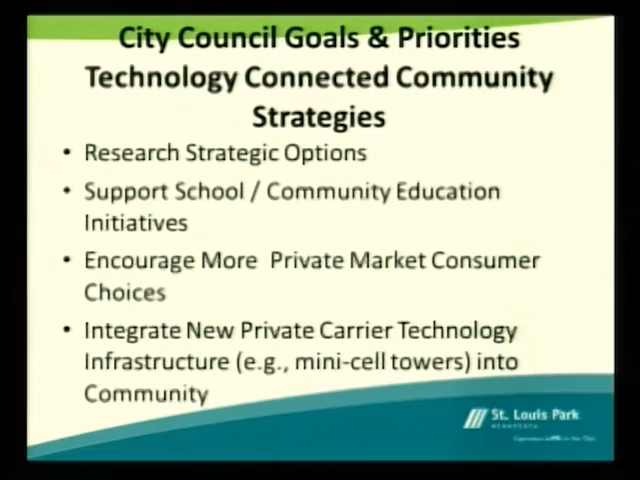 City Council Goals & Priorities
Technology Connected Community
Strategies
• Research Strategic Options
• Support School / Community Education
Initiatives
• Encourage More Private Market Consumer
Choices
• Integrate New Private Carrier Technology
Infrastructure (e.g., mini-cell towers) into
Community
St. Louis Park
MINNESOTA